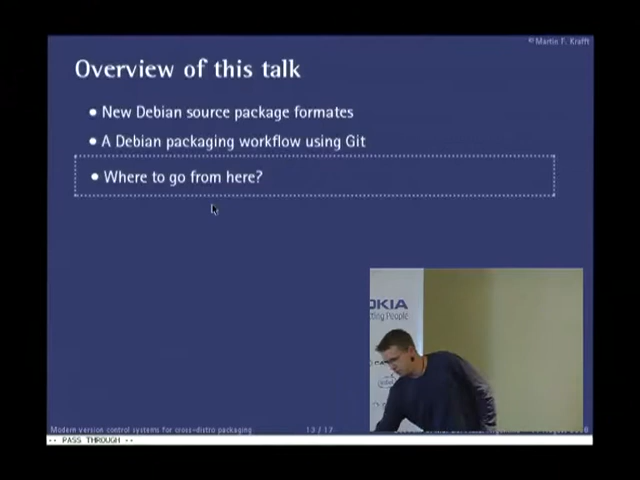 © Martin F. Krafft
Overview of this talk
New Debian source package formates
A Debian packaging workflow using Git
Where to go from here?
OKIA
cting People
Modern version control systems for cross-distro packaging
13 / 17
-- PASS THROUGH --